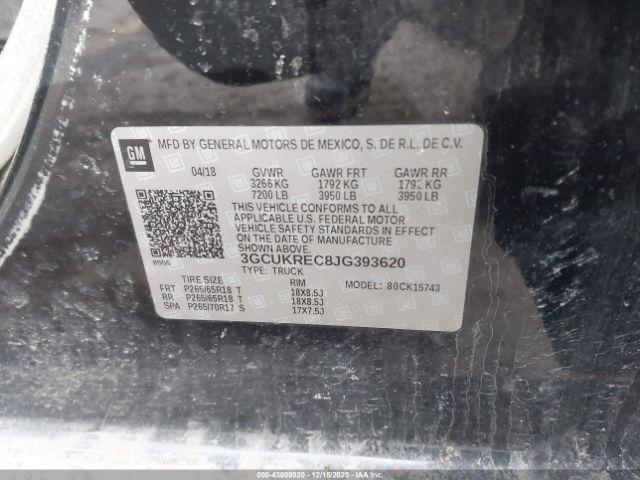 GM
MFD BY GENERAL MOTORS DE MEXICO, S. DE R.L. DE C.V.
04/18 GVWR GAWR FRT GAWR RR
3266 KG 1792 KG 1792 KG
7200 LB 3950 LB 3950 LB
THIS VEHICLE CONFORMS TO ALL
APPLICABLE U.S. FEDERAL MOTOR
VEHICLE SAFETY STANDARDS IN EFFECT
ON THE DATE OF MANUFACTURE
SHOWN ABOVE.
3GCUKREC8JG393620
TYPE: TRUCK
TIRE SIZE RIM MODEL: 80CK15743
FRT P265/65R18 T 18X8.5J
RR P265/65R18 T 18X8.5J
SPA P265/70R17 S 17X7.5J
000-43808920 - 12/15/2025 - IAAI.COM